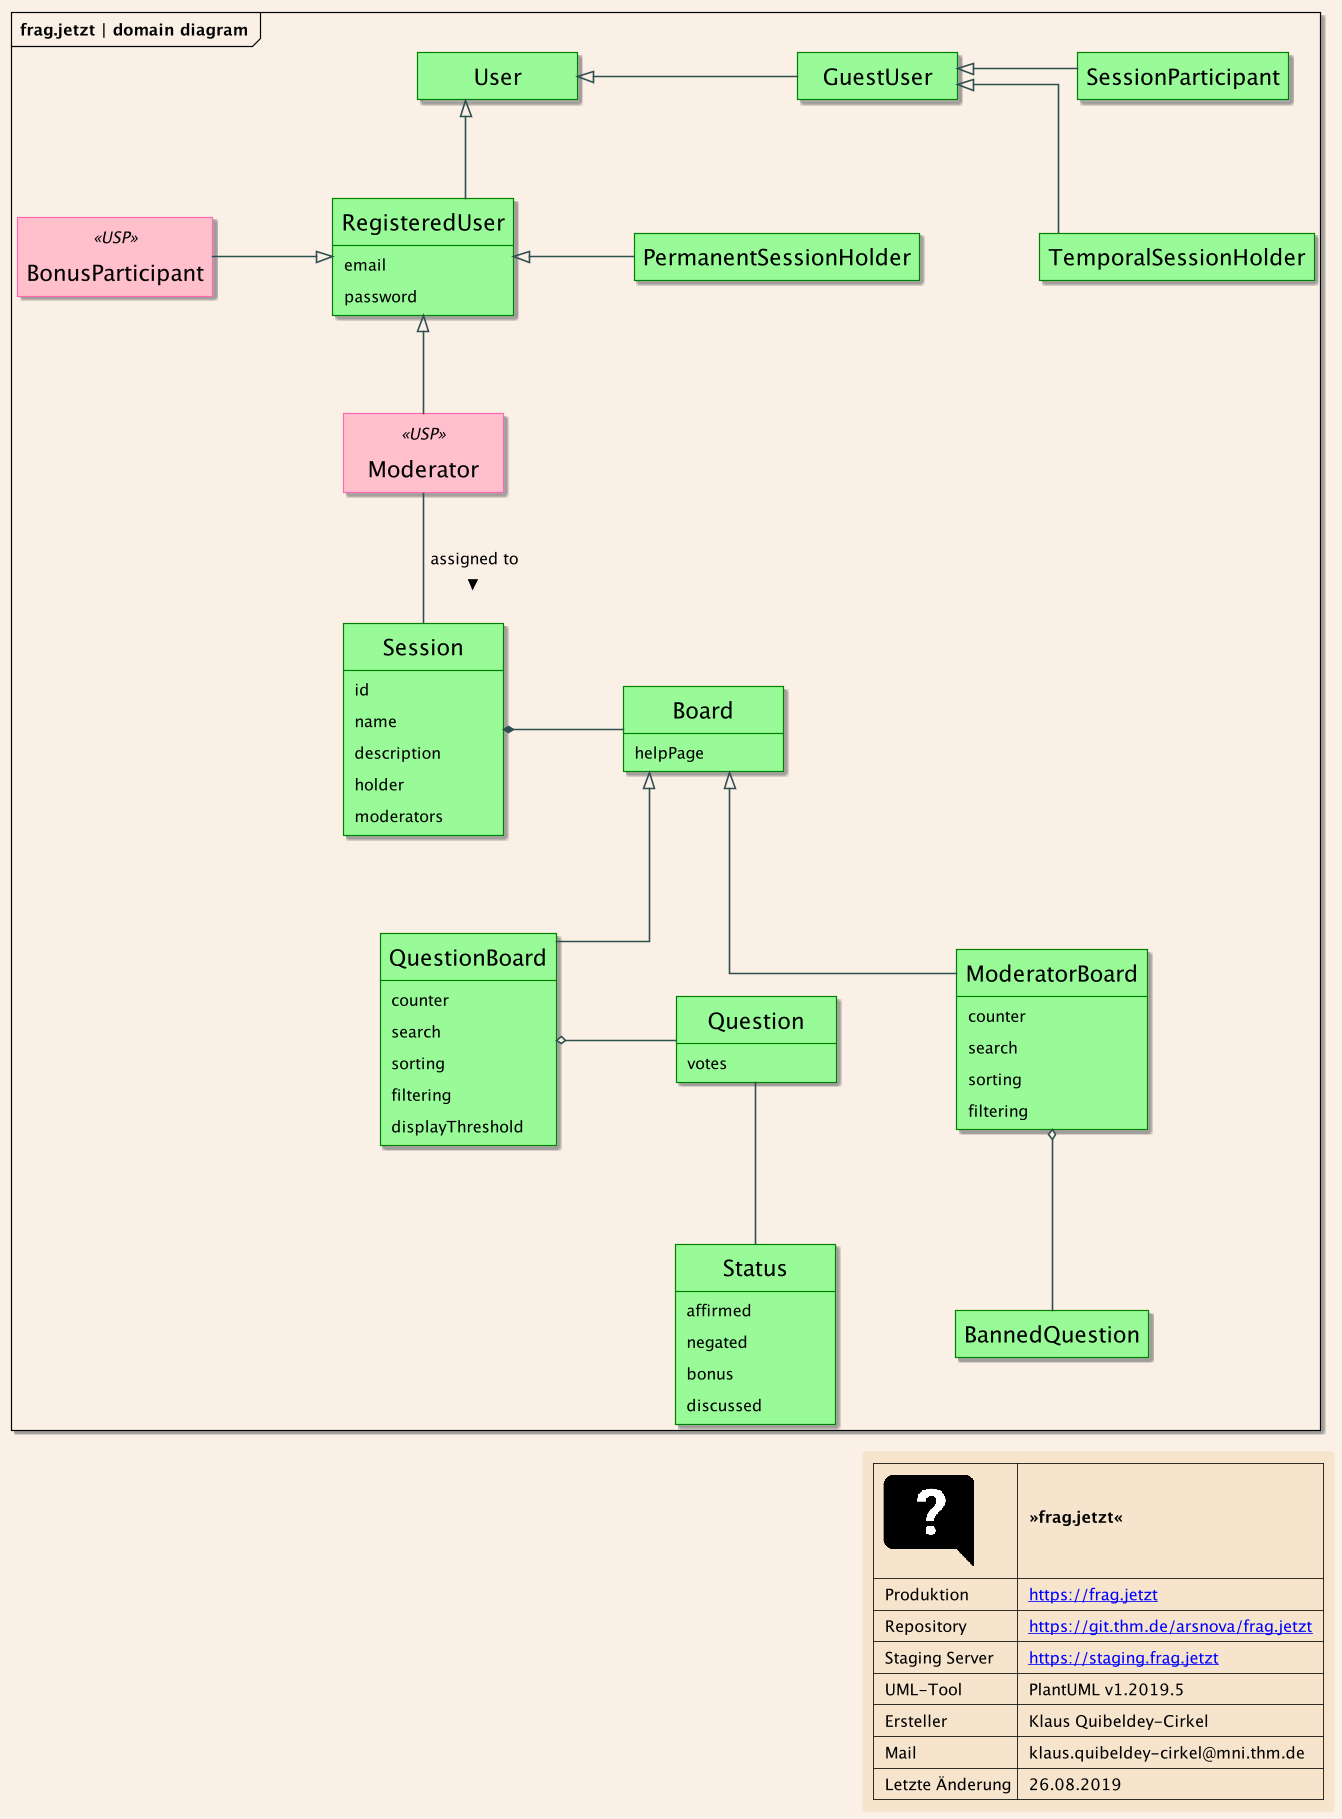 frag.jetzt | domain diagram
User
GuestUser
SessionParticipant
RegisteredUser
email
password
«USP»
BonusParticipant
PermanentSessionHolder
TemporalSessionHolder
«USP»
Moderator
assigned to
▼
Session
id
name
description
holder
moderators
Board
helpPage
QuestionBoard
counter
search
sorting
filtering
displayThreshold
Question
votes
ModeratorBoard
counter
search
sorting
filtering
Status
affirmed
negated
bonus
discussed
BannedQuestion
?
»frag.jetzt«
Produktion https://frag.jetzt
Repository https://git.thm.de/arsnova/frag.jetzt
Staging Server https://staging.frag.jetzt
UML-Tool PlantUML v1.2019.5
Ersteller Klaus Quibeldey-Cirkel
Mail klaus.quibeldey-cirkel@mni.thm.de
Letzte Änderung 26.08.2019